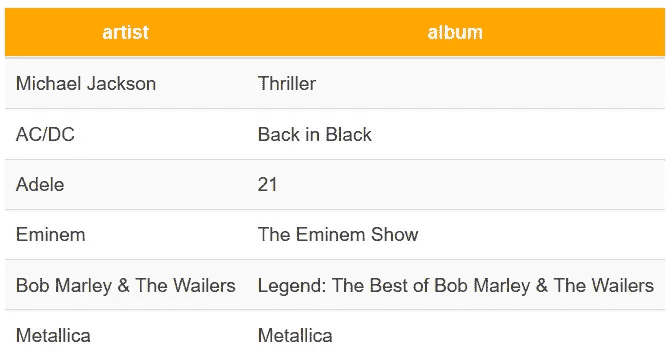 artist album
Michael Jackson Thriller
AC/DC Back in Black
Adele 21
Eminem The Eminem Show
Bob Marley & The Wailers Legend: The Best of Bob Marley & The Wailers
Metallica Metallica